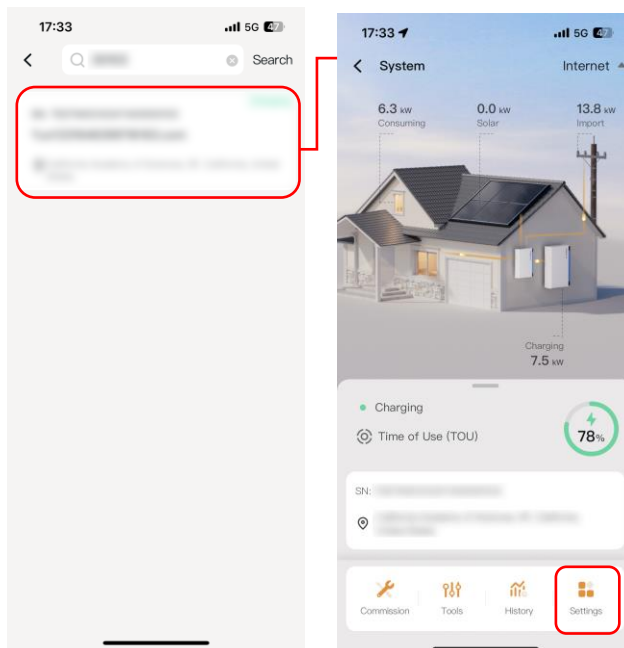 17:33
5G 47
Search
17:33
5G 47
System
Internet
6.3 kw
Consuming
0.0 kw
Solar
13.8 kw
Import
Charging
7.5 kw
Charging
Time of Use (TOU)
78%
SN:
Commission
Tools
History
Settings